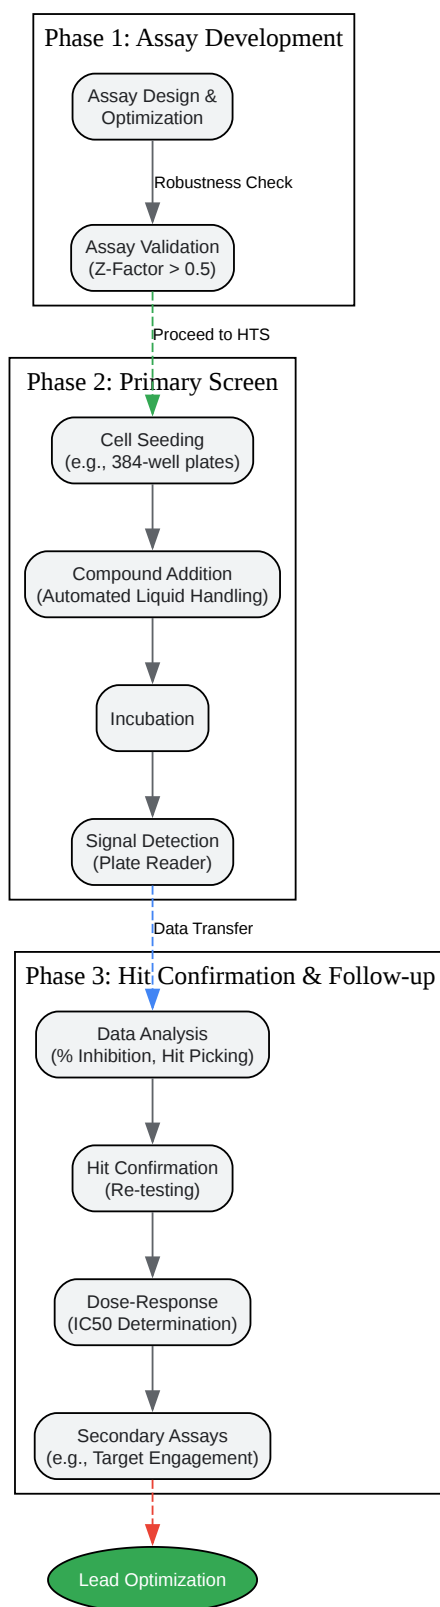 Phase 1: Assay Development
Assay Design &
Optimization
Robustness Check
Assay Validation
(Z-Factor > 0.5)
Proceed to HTS
Phase 2: Primary Screen
Cell Seeding
(e.g., 384-well plates)
Compound Addition
(Automated Liquid Handling)
Incubation
Signal Detection
(Plate Reader)
Data Transfer
Phase 3: Hit Confirmation & Follow-up
Data Analysis
(% Inhibition, Hit Picking)
Hit Confirmation
(Re-testing)
Dose-Response
(IC50 Determination)
Secondary Assays
(e.g., Target Engagement)
Lead Optimization